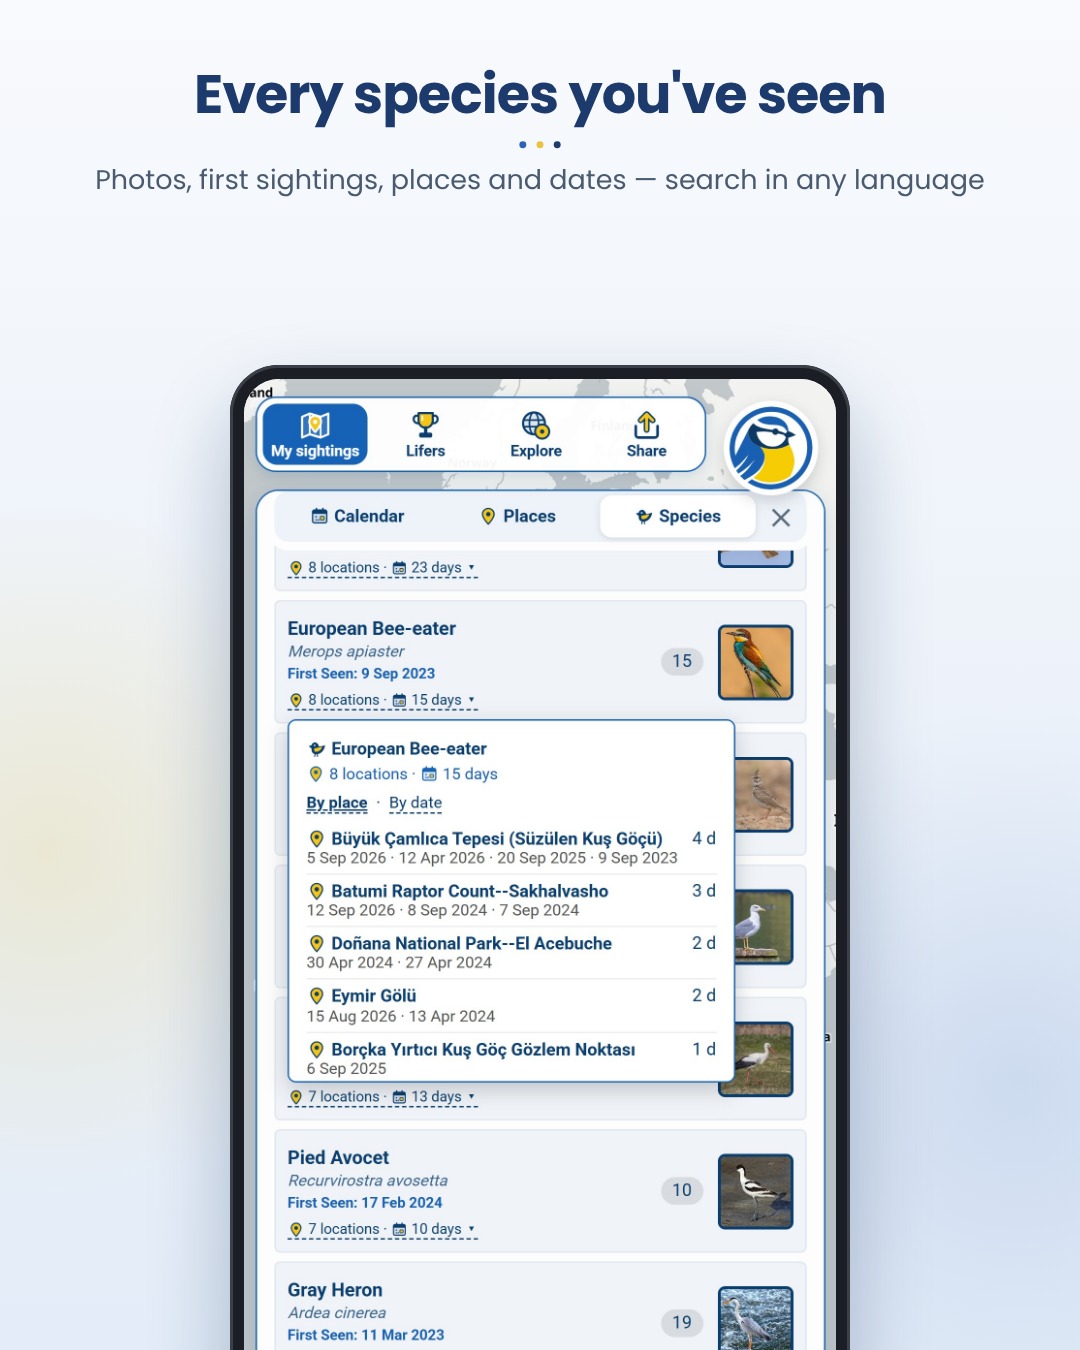 Every species you've seen
Photos, first sightings, places and dates — search in any language
and
My sightings
Lifers
Explore
Share
Finland
Norway
Calendar
Places
Species
8 locations · 23 days
European Bee-eater
Merops apiaster
First Seen: 9 Sep 2023
15
8 locations · 15 days
European Bee-eater
8 locations · 15 days
By place · By date
Büyük Çamlıca Tepesi (Süzülen Kuş Göçü) 4 d
5 Sep 2026 · 12 Apr 2026 · 20 Sep 2025 · 9 Sep 2023
Batumi Raptor Count--Sakhalvasho 3 d
12 Sep 2026 · 8 Sep 2024 · 7 Sep 2024
Doñana National Park--El Acebuche 2 d
30 Apr 2024 · 27 Apr 2024
Eymir Gölü 2 d
15 Aug 2026 · 13 Apr 2024
Borçka Yırtıcı Kuş Göç Gözlem Noktası 1 d
6 Sep 2025
7 locations · 13 days
Pied Avocet
Recurvirostra avosetta
First Seen: 17 Feb 2024
10
7 locations · 10 days
Gray Heron
Ardea cinerea
First Seen: 11 Mar 2023
19